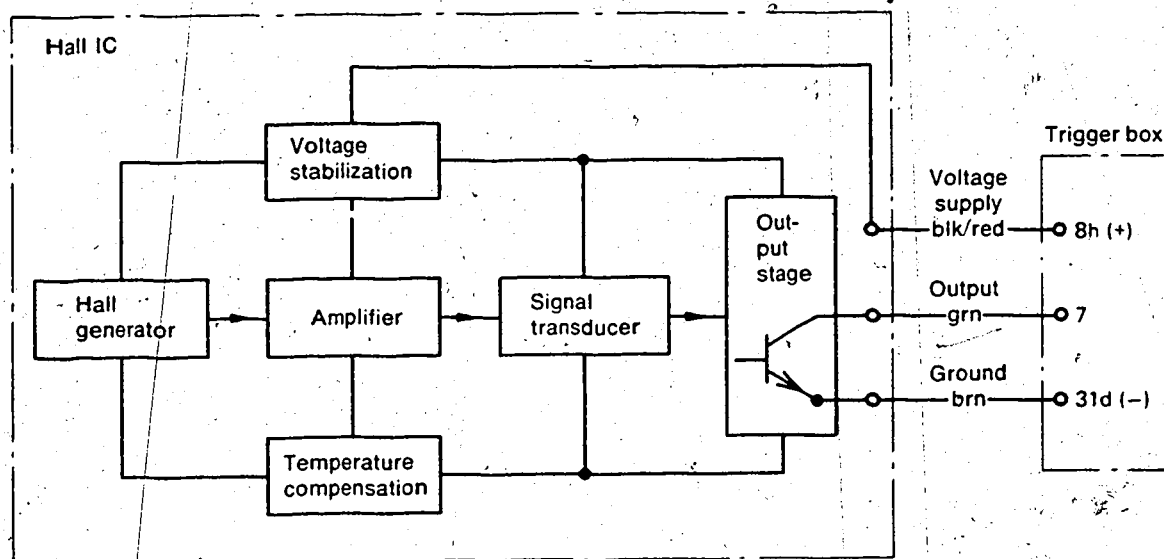 Hall IC
Trigger box
Voltage
stabilization
Voltage
supply
blk/red
8h (+)
Out-
put
stage
Hall
generator
Amplifier
Signal
transducer
Output
grn
7
Ground
brn
31d (−)
Temperature
compensation